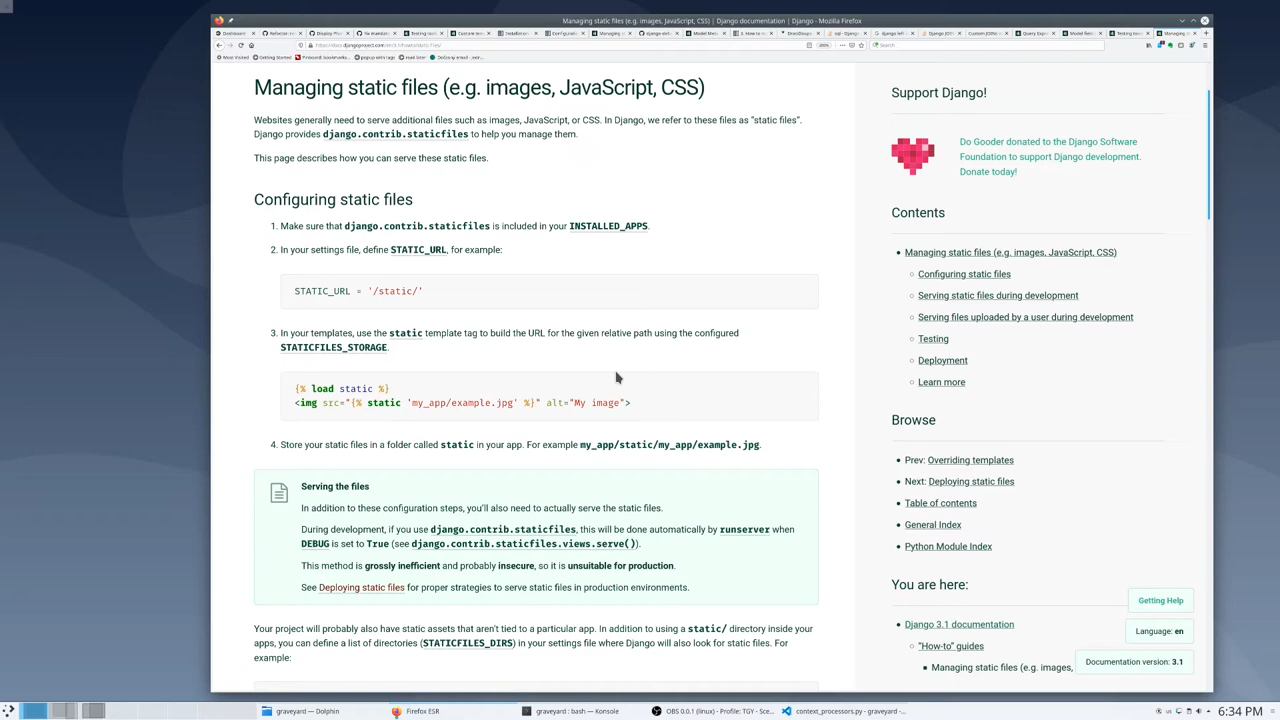 Managing static files (e.g. images, JavaScript, CSS) | Django documentation | Django - Mozilla Firefox
Most Visited
Getting Started
Managing static files (e.g. images, JavaScript, CSS)
Websites generally need to serve additional files such as images, JavaScript, or CSS. In Django, we refer to these files as “static files”.
Django provides django.contrib.staticfiles to help you manage them.
This page describes how you can serve these static files.
Configuring static files
1. Make sure that django.contrib.staticfiles is included in your INSTALLED_APPS.
2. In your settings file, define STATIC_URL, for example:
STATIC_URL = '/static/'
3. In your templates, use the static template tag to build the URL for the given relative path using the configured
STATICFILES_STORAGE.
{% load static %}
<img src="{% static 'my_app/example.jpg' %}" alt="My image">
4. Store your static files in a folder called static in your app. For example my_app/static/my_app/example.jpg.
Serving the files
In addition to these configuration steps, you’ll also need to actually serve the static files.
During development, if you use django.contrib.staticfiles, this will be done automatically by runserver when
DEBUG is set to True (see django.contrib.staticfiles.views.serve()).
This method is grossly inefficient and probably insecure, so it is unsuitable for production.
See Deploying static files for proper strategies to serve static files in production environments.
Your project will probably also have static assets that aren’t tied to a particular app. In addition to using a static/ directory inside your
apps, you can define a list of directories (STATICFILES_DIRS) in your settings file where Django will also look for static files. For
example:
Support Django!
Do Gooder donated to the Django Software
Foundation to support Django development.
Donate today!
Contents
Managing static files (e.g. images, JavaScript, CSS)
Configuring static files
Serving static files during development
Serving files uploaded by a user during development
Testing
Deployment
Learn more
Browse
Prev: Overriding templates
Next: Deploying static files
Table of contents
General Index
Python Module Index
You are here:
Django 3.1 documentation
“How-to” guides
Managing static files (e.g. images,
Getting Help
Language: en
Documentation version: 3.1
graveyard — Dolphin
Firefox ESR
graveyard : bash — Konsole
OBS 0.0.1 (linux) - Profile: TGY - Sce...
context_processors.py - graveyard -...
6:34 PM